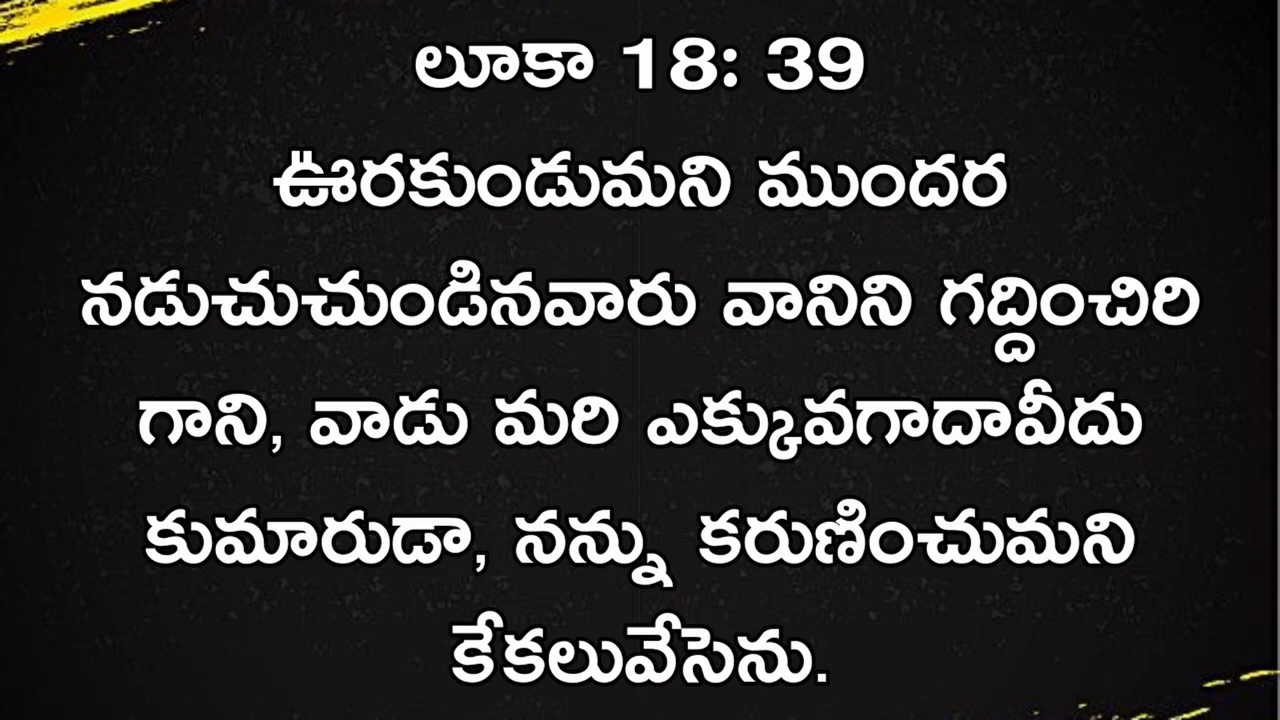 లూకా 18: 39
ఊరకుండుమని ముందర
నడుచుచుండినవారు వానిని గద్దించిరి
గాని, వాడు మరి ఎక్కువగాదావీదు
కుమారుడా, నన్ను కరుణించుమని
కేకలువేసెను.